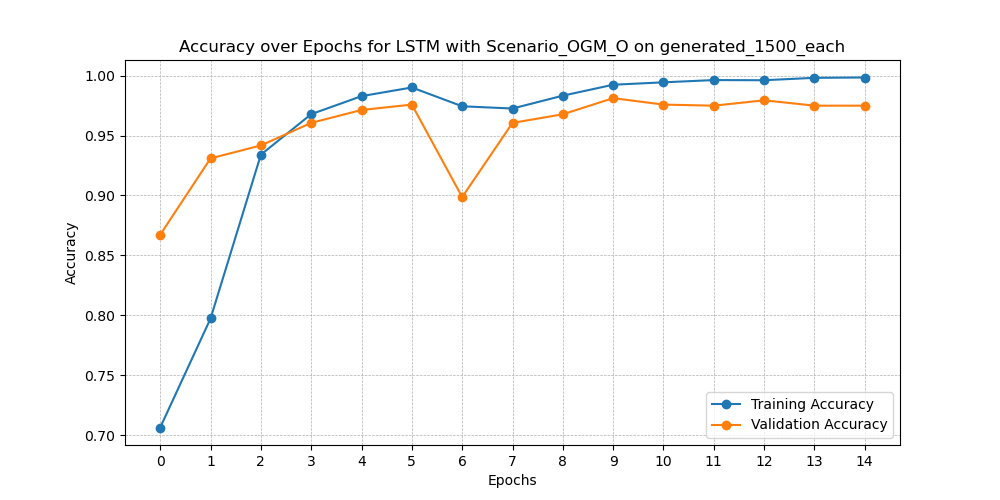 Accuracy over Epochs for LSTM with Scenario_OGM_O on generated_1500_each
1.00
0.95
0.90
0.85
0.80
0.75
0.70
Accuracy
Training Accuracy
Validation Accuracy
0 1 2 3 4 5 6 7 8 9 10 11 12 13 14
Epochs